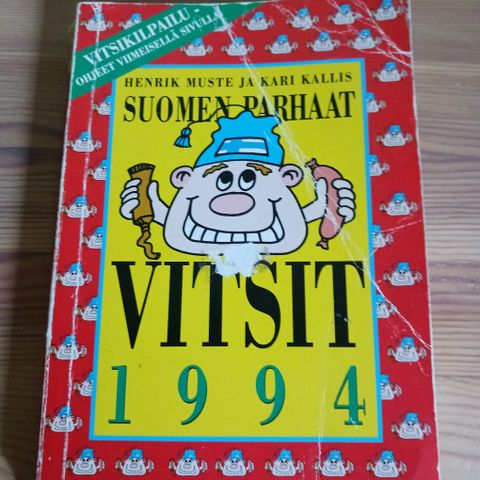 VITSIKILPAILU -
OHJEET VIIMEISELLÄ SIVULLA
HENRIK MUSTE JA KARI KALLIS
SUOMEN PARHAAT
VITSIT
1994